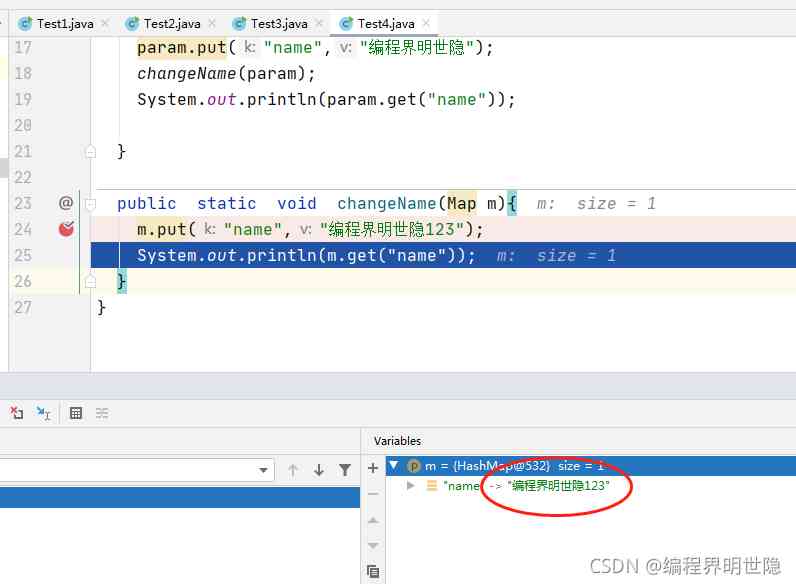 Test1.java Test2.java Test3.java Test4.java
17 param.put( k: "name", v: "编程界明世隐");
18 changeName(param);
19 System.out.println(param.get("name"));
20
21 }
22
23 @ public static void changeName(Map m){ m: size = 1
24 m.put( k: "name", v: "编程界明世隐123");
25 System.out.println(m.get("name")); m: size = 1
26 }
27 }
Variables
p m = {HashMap@532} size = 1
"name -> "编程界明世隐123"
CSDN @编程界明世隐